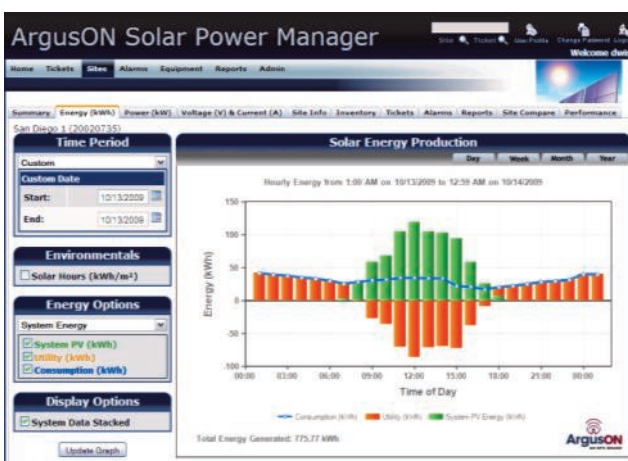 ArgusON Solar Power Manager
Site Ticket User Profile Change Password
Welcome
Home Tickets Sites Alarms Equipment Reports Admin
Summary Energy (kWh) Power (kW) Voltage (V) & Current (A) Site Info Inventory Tickets Alarms Reports Site Compare Performance
San Diego 1 (20020735)
Time Period
Custom
Custom Date
Start: 10/13/2009
End: 10/13/2009
Environmentals
Solar Hours (kWh/m²)
Energy Options
System Energy
System PV (kWh)
Utility (kWh)
Consumption (kWh)
Display Options
System Data Stacked
Update Graph
Solar Energy Production
Day Week Month Year
Hourly Energy from 1:00 AM on 10/13/2009 to 12:59 AM on 10/14/2009
Energy (kWh)
150
100
50
0
-50
-100
00:00 03:00 06:00 09:00 12:00 15:00 18:00 21:00 00:00
Time of Day
Consumption (kWh) Utility (kWh) System PV Energy (kWh)
Total Energy Generated: 775.77 kWh
ArgusON